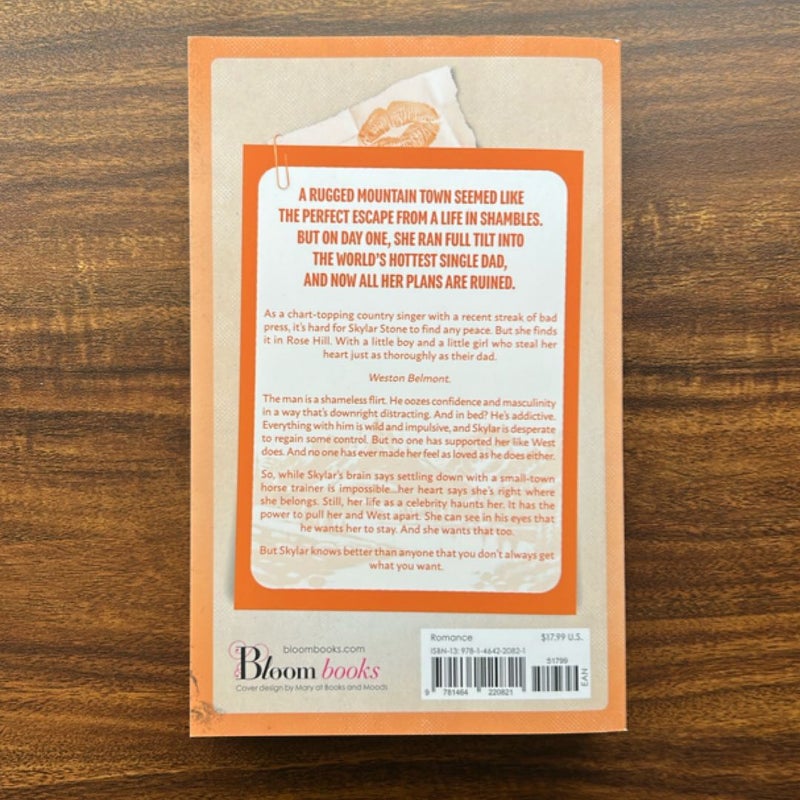 A RUGGED MOUNTAIN TOWN SEEMED LIKE
THE PERFECT ESCAPE FROM A LIFE IN SHAMBLES.
BUT ON DAY ONE, SHE RAN FULL TILT INTO
THE WORLD'S HOTTEST SINGLE DAD,
AND NOW ALL HER PLANS ARE RUINED.
As a chart-topping country singer with a recent streak of bad
press, it's hard for Skylar Stone to find any peace. But she finds
it in Rose Hill. With a little boy and a little girl who steal her
heart just as thoroughly as their dad.
Weston Belmont.
The man is a shameless flirt. He oozes confidence and masculinity
in a way that's downright distracting. And in bed? He's addictive.
Everything with him is wild and impulsive, and Skylar is desperate
to regain some control. But no one has supported her like West
does. And no one has ever made her feel as loved as he does either.
So, while Skylar's brain says settling down with a small-town
horse trainer is impossible...her heart says she's right where
she belongs. Still, her life as a celebrity haunts her. It has the
power to pull her and West apart. She can see in his eyes that
he wants her to stay. And she wants that too.
But Skylar knows better than anyone that you don't always get
what you want.
bloombooks.com
Bloom books
Cover design by Mary at Books and Moods
Romance $17.99 U.S.
ISBN-13: 978-1-4642-2082-1
51799
EAN
9 781464 220821